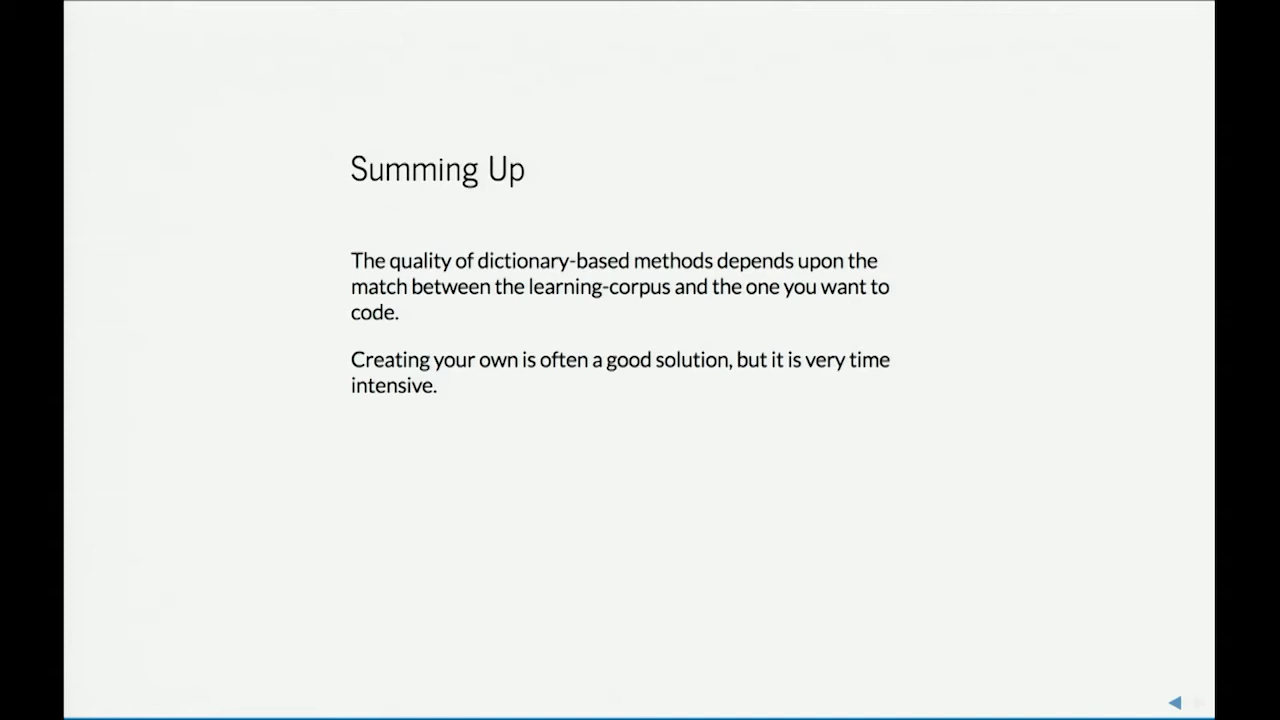 Summing Up
The quality of dictionary-based methods depends upon the
match between the learning-corpus and the one you want to
code.
Creating your own is often a good solution, but it is very time
intensive.